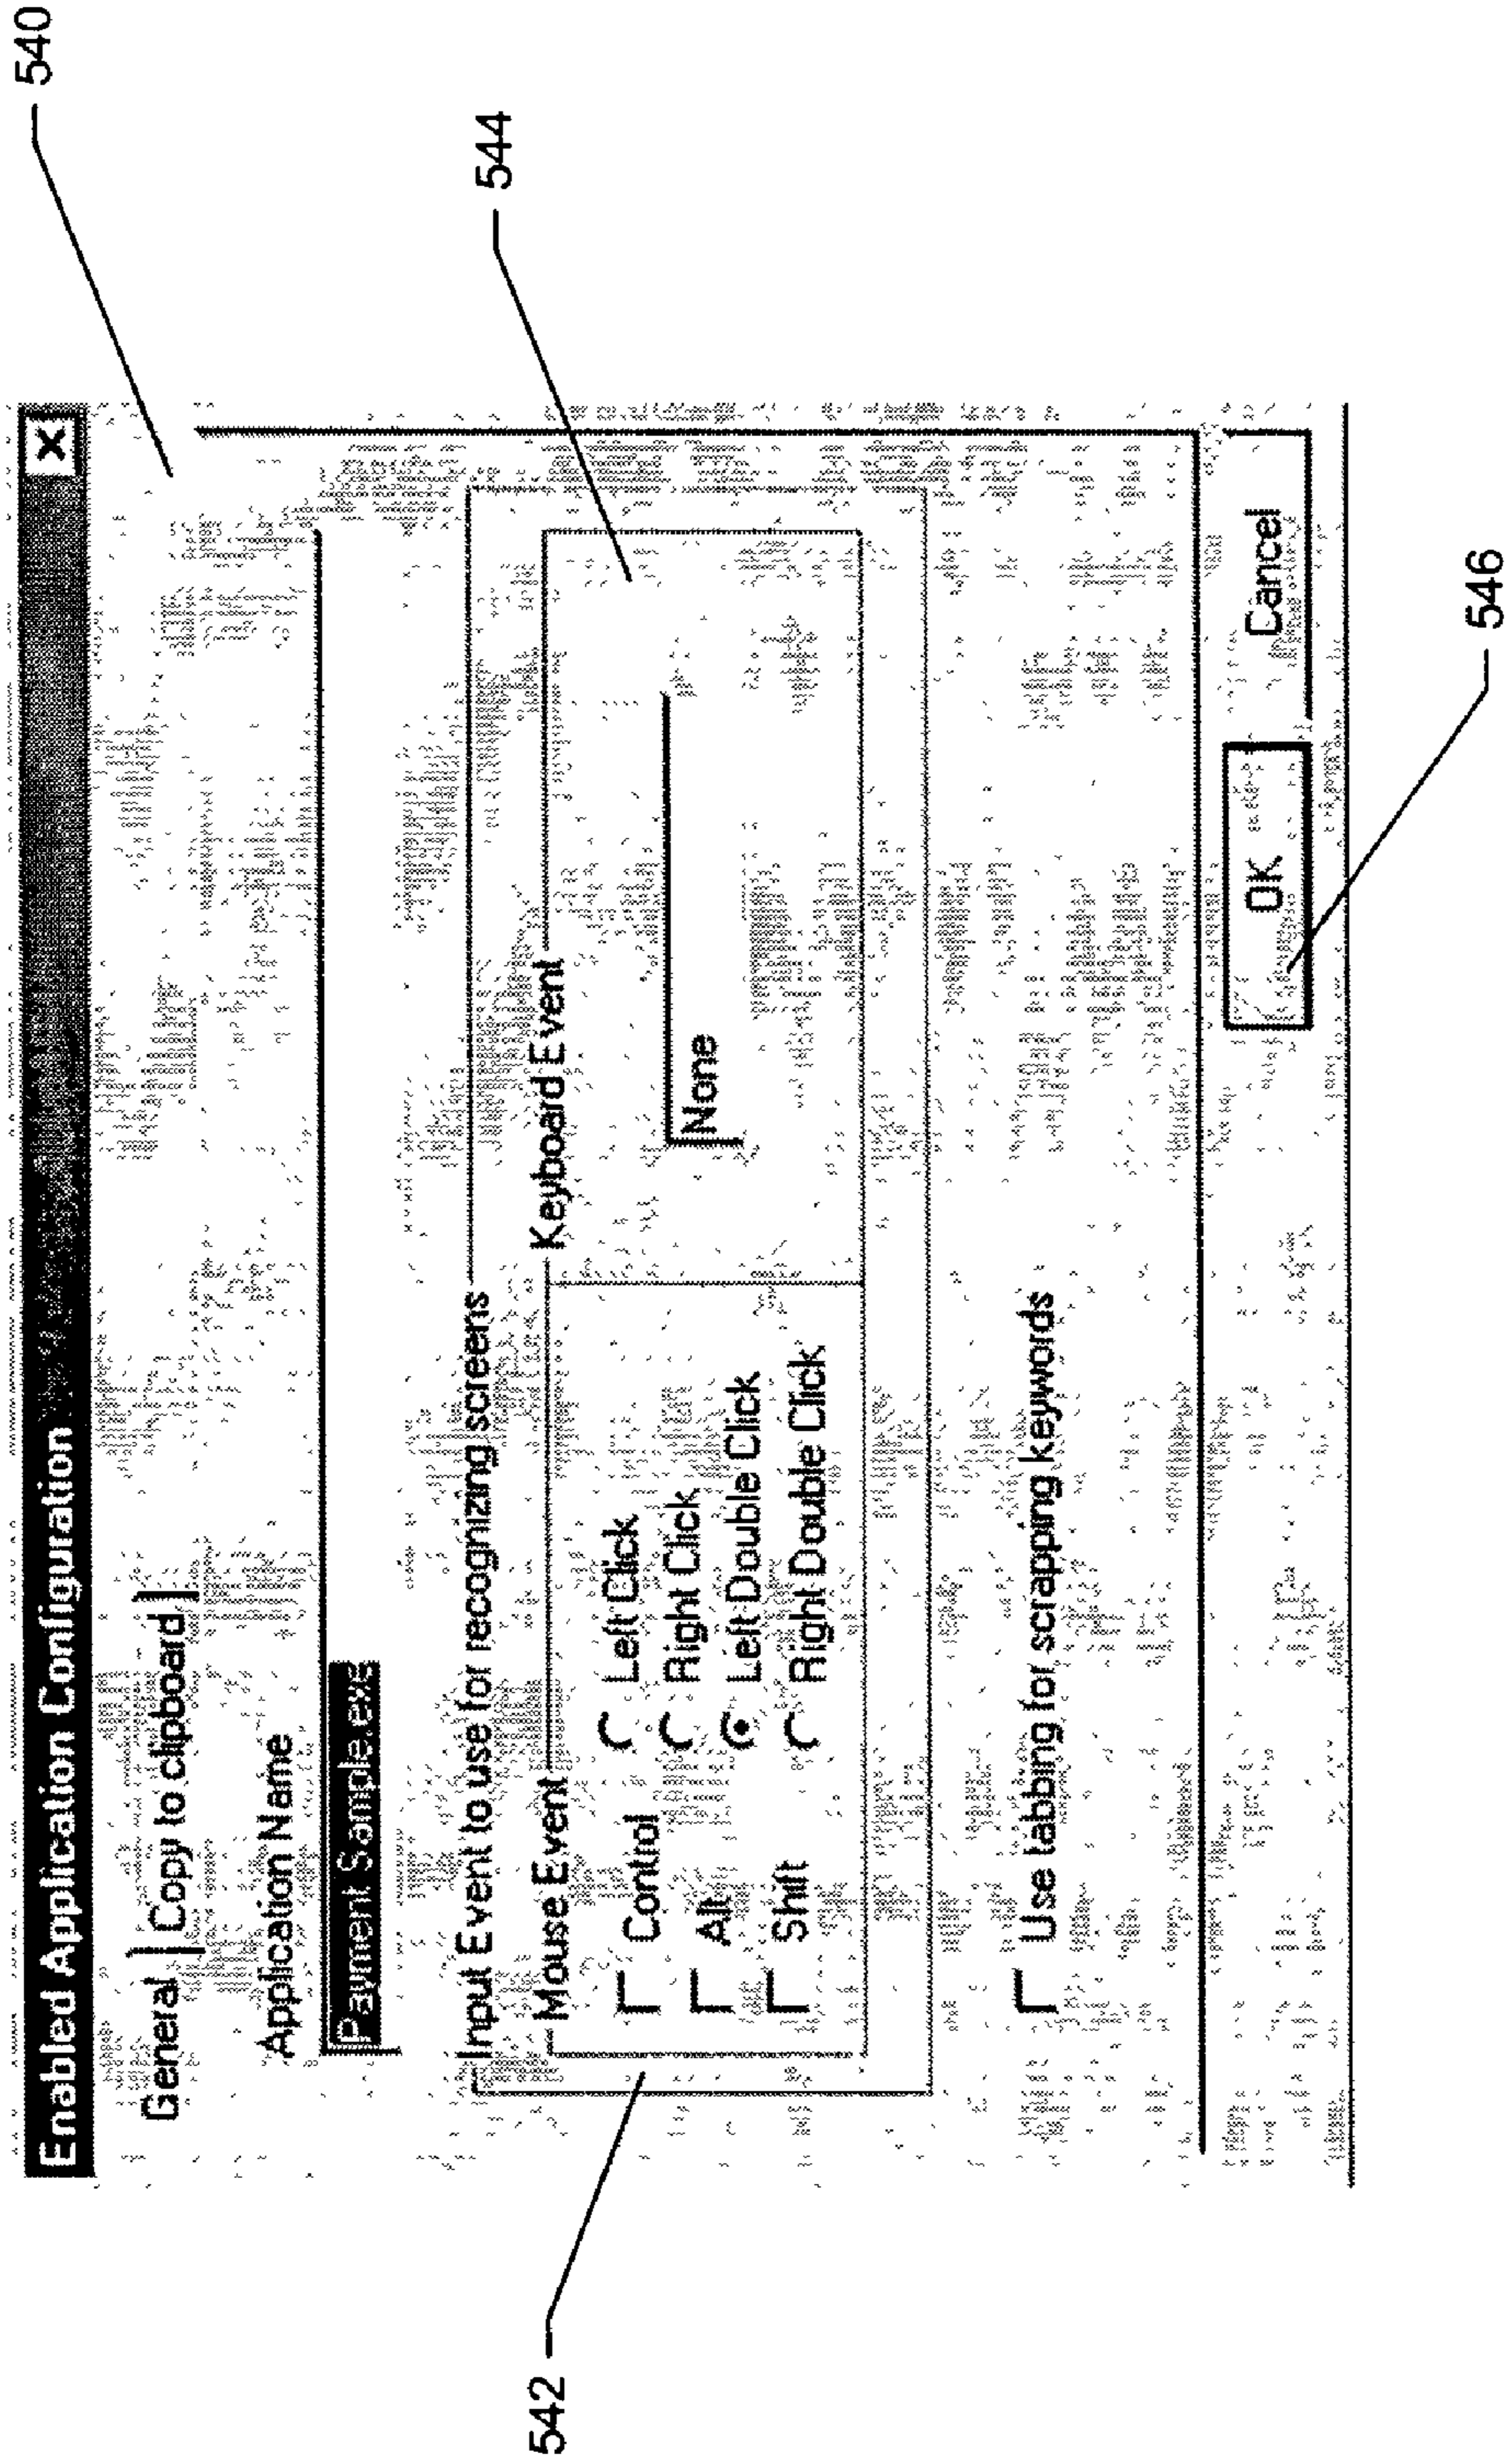 540
Enabled Application Configuration
General Copy to clipboard
Application Name
Payment Sample.exe
Input Event to use for recognizing screens
Mouse Event
Keyboard Event
544
542
Control
Left Click
Alt
Right Click
None
Left Double Click
Shift
Right Double Click
Use tabbing for scrapping keywords
OK
Cancel
546